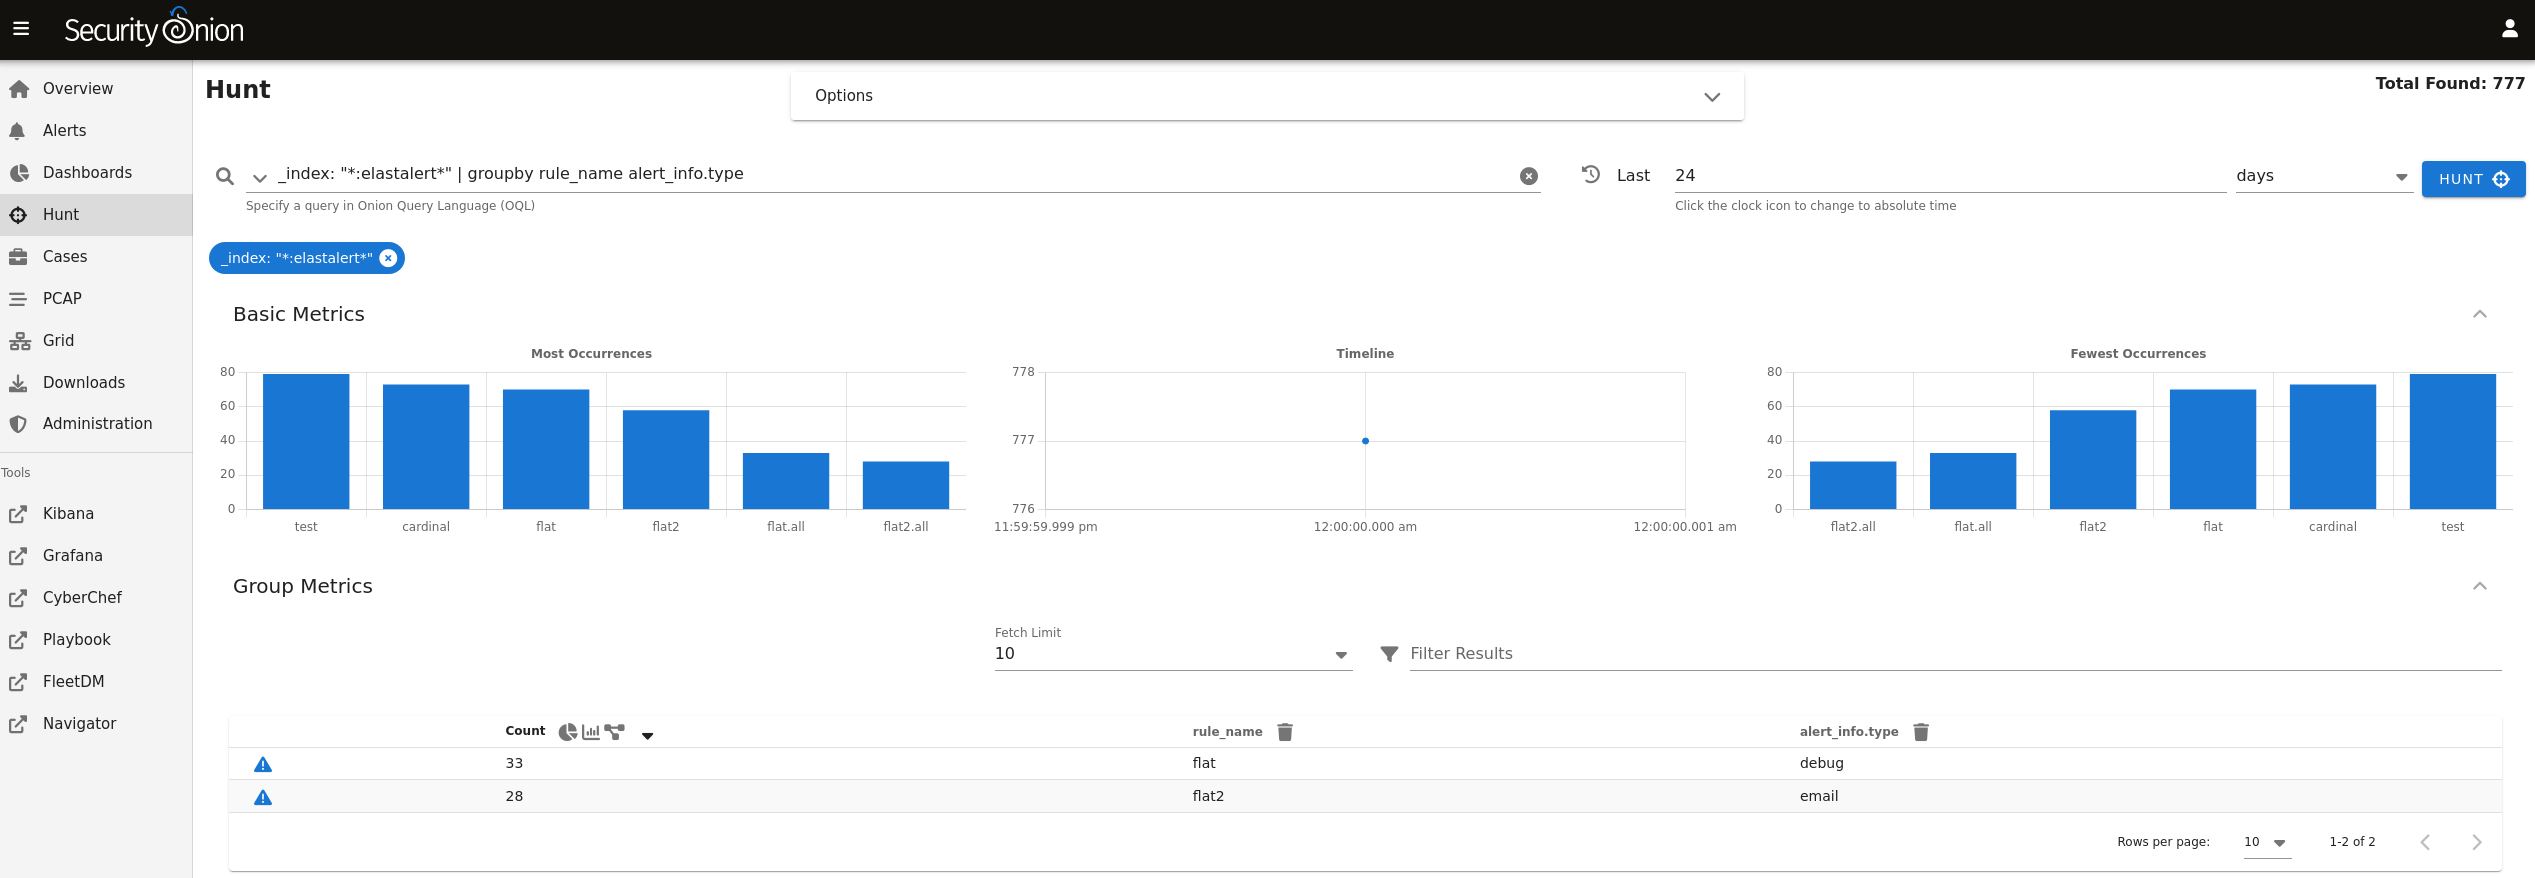 Security Onion
Overview
Alerts
Dashboards
Hunt
Cases
PCAP
Grid
Downloads
Administration
Tools
Kibana
Grafana
CyberChef
Playbook
FleetDM
Navigator
Hunt
Options
Total Found: 777
_index: "*:elastalert*" | groupby rule_name alert_info.type
Specify a query in Onion Query Language (OQL)
Last
24
Click the clock icon to change to absolute time
days
HUNT
_index: "*:elastalert*"
Basic Metrics
Most Occurrences
80
60
40
20
0
test cardinal flat flat2 flat.all flat2.all
Timeline
778
777
776
11:59:59.999 pm 12:00:00.000 am 12:00:00.001 am
Fewest Occurrences
80
60
40
20
0
flat2.all flat.all flat2 flat cardinal test
Group Metrics
Fetch Limit
10
Filter Results
Count rule_name alert_info.type
33 flat debug
28 flat2 email
Rows per page: 10 1-2 of 2